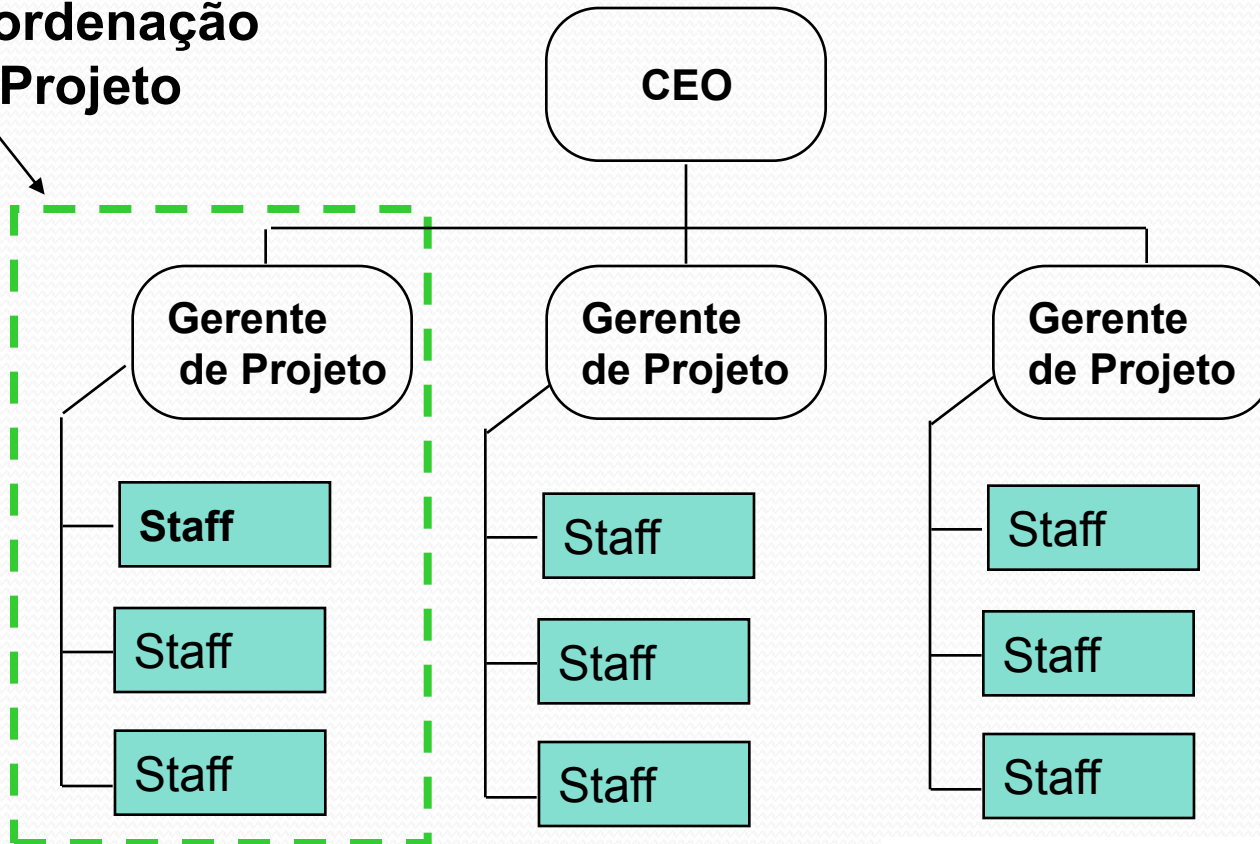 ordenação
Projeto
CEO
Gerente
de Projeto
Staff
Staff
Staff
Gerente
de Projeto
Staff
Staff
Staff
Gerente
de Projeto
Staff
Staff
Staff